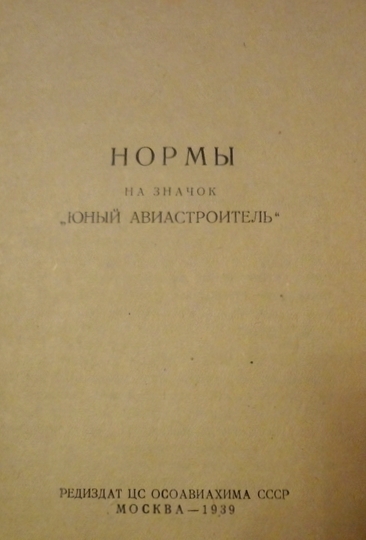 НОРМЫ
НА ЗНАЧОК
„ЮНЫЙ АВИАСТРОИТЕЛЬ“
РЕДИЗДАТ ЦС ОСОАВИАХИМА СССР
МОСКВА — 1939